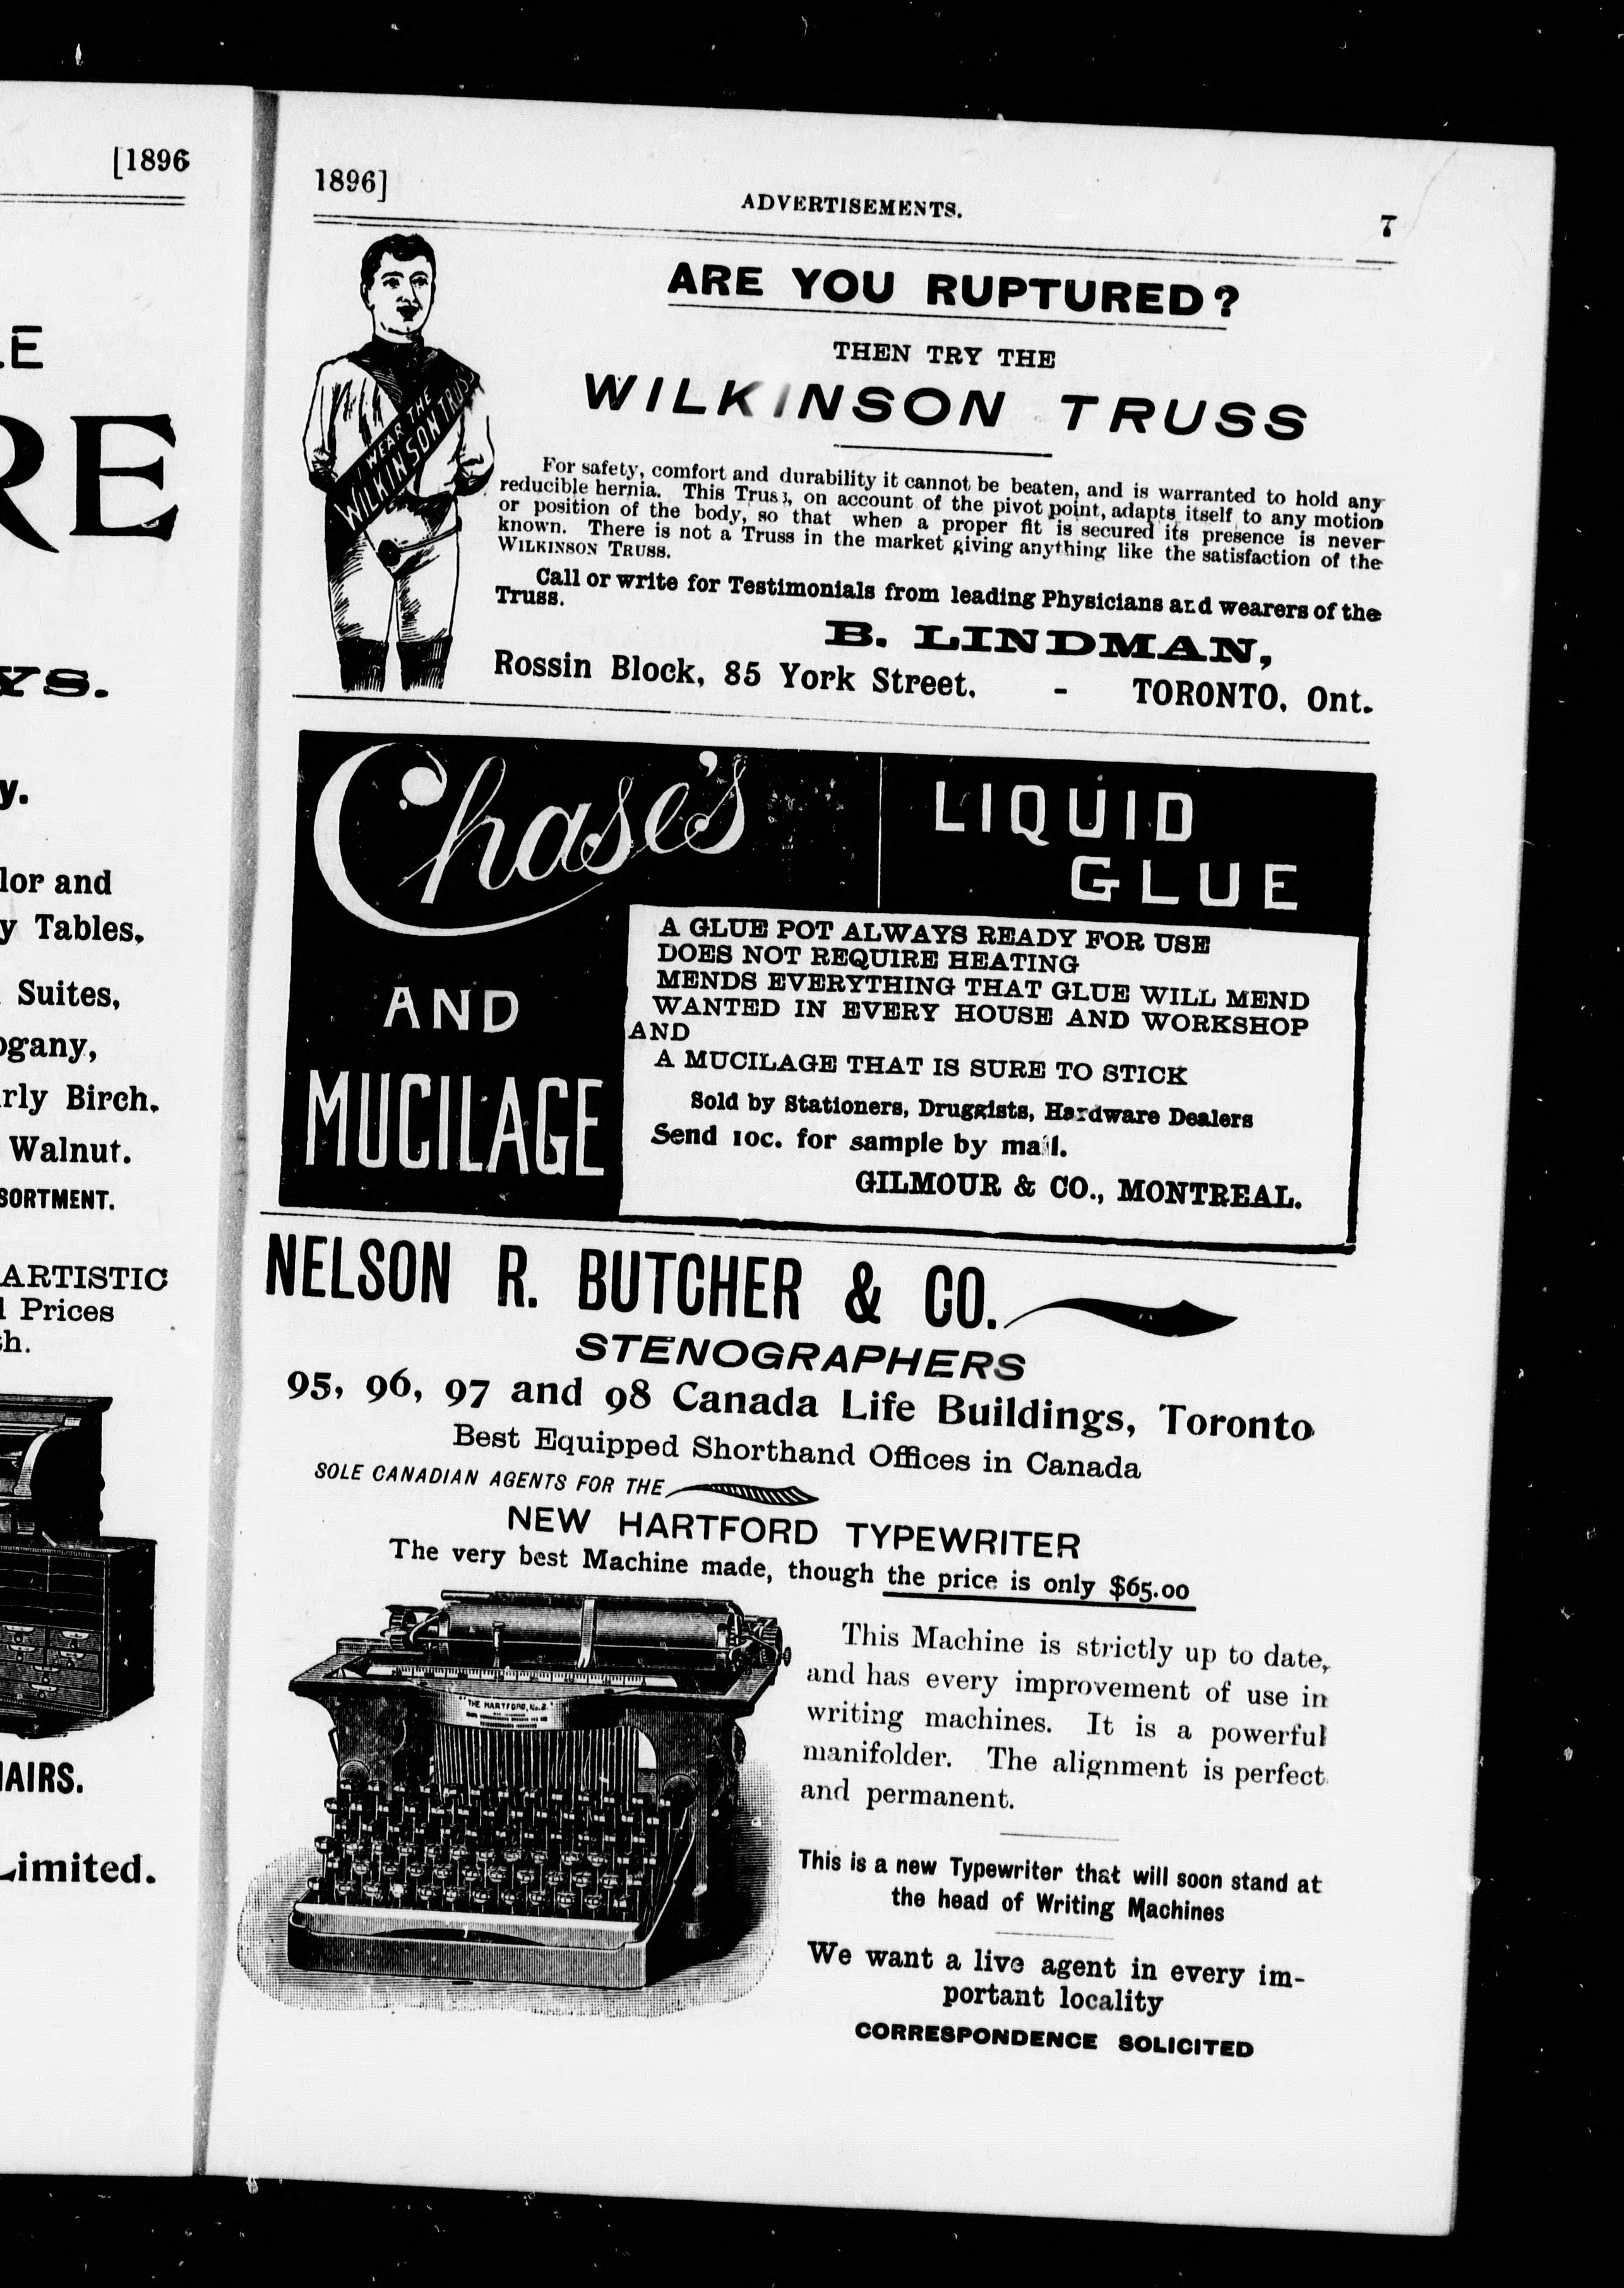 [1896
.E
RE
YS.
y.
lor and
y Tables,
Suites,
ogany,
rly Birch,
Walnut.
SORTMENT.
ARTISTIC
l Prices
h.
AIRS.
Limited.
1896]
ADVERTISEMENTS.
7
ARE YOU RUPTURED?
THEN TRY THE
WILKINSON TRUSS
I WEAR THE
WILKINSON TRUSS
For safety, comfort and durability it cannot be beaten, and is warranted to hold any
reducible hernia. This Truss, on account of the pivot point, adapts itself to any motion
or position of the body, so that when a proper fit is secured its presence is never
known. There is not a Truss in the market giving anything like the satisfaction of the
WILKINSON TRUSS.
Call or write for Testimonials from leading Physicians and wearers of the
Truss.
B. LINDMAN,
Rossin Block, 85 York Street, - TORONTO, Ont.
Chase's
LIQUID
GLUE
AND
MUCILAGE
A GLUE POT ALWAYS READY FOR USE
DOES NOT REQUIRE HEATING
MENDS EVERYTHING THAT GLUE WILL MEND
WANTED IN EVERY HOUSE AND WORKSHOP
AND
A MUCILAGE THAT IS SURE TO STICK
Sold by Stationers, Druggists, Hardware Dealers
Send 10c. for sample by mail.
GILMOUR & CO., MONTREAL.
NELSON R. BUTCHER & CO.
STENOGRAPHERS
95, 96, 97 and 98 Canada Life Buildings, Toronto
Best Equipped Shorthand Offices in Canada
SOLE CANADIAN AGENTS FOR THE
NEW HARTFORD TYPEWRITER
The very best Machine made, though the price is only $65.00
"THE HARTFORD, No. 2."
This Machine is strictly up to date,
and has every improvement of use in
writing machines. It is a powerful
manifolder. The alignment is perfect
and permanent.
This is a new Typewriter that will soon stand at
the head of Writing Machines
We want a live agent in every im-
portant locality
CORRESPONDENCE SOLICITED